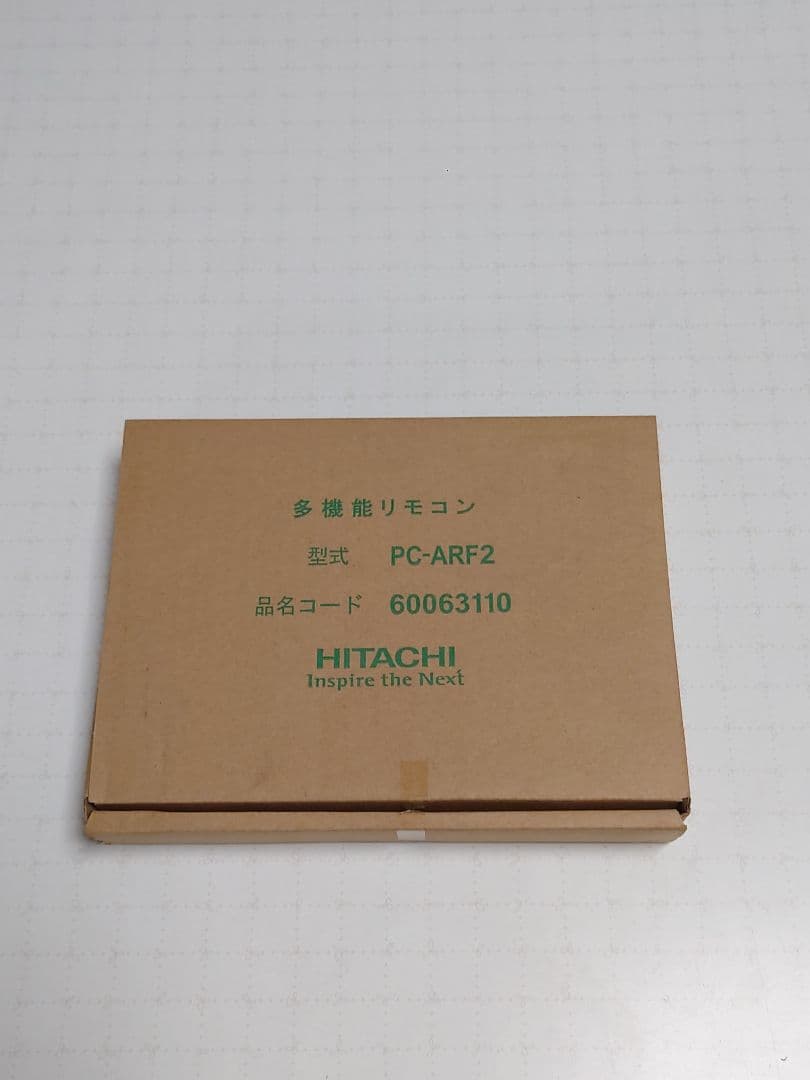 多機能リモコン
型式 PC-ARF2
品名コード 60063110
HITACHI
Inspire the Next